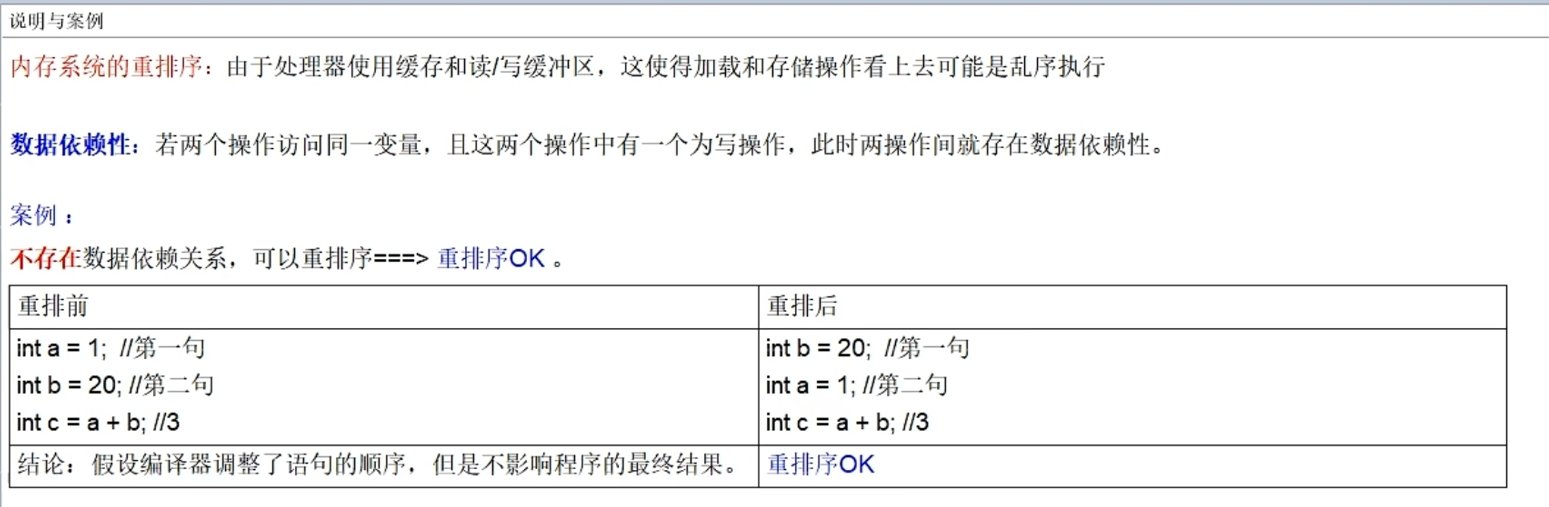 说明与案例
内存系统的重排序：由于处理器使用缓存和读/写缓冲区，这使得加载和存储操作看上去可能是乱序执行
数据依赖性：若两个操作访问同一变量，且这两个操作中有一个为写操作，此时两操作间就存在数据依赖性。
案例 ：
不存在数据依赖关系，可以重排序===> 重排序OK 。
重排前
重排后
int a = 1;  //第一句
int b = 20; //第二句
int c = a + b; //3
int b = 20;  //第一句
int a = 1; //第二句
int c = a + b; //3
结论：假设编译器调整了语句的顺序，但是不影响程序的最终结果。
重排序OK